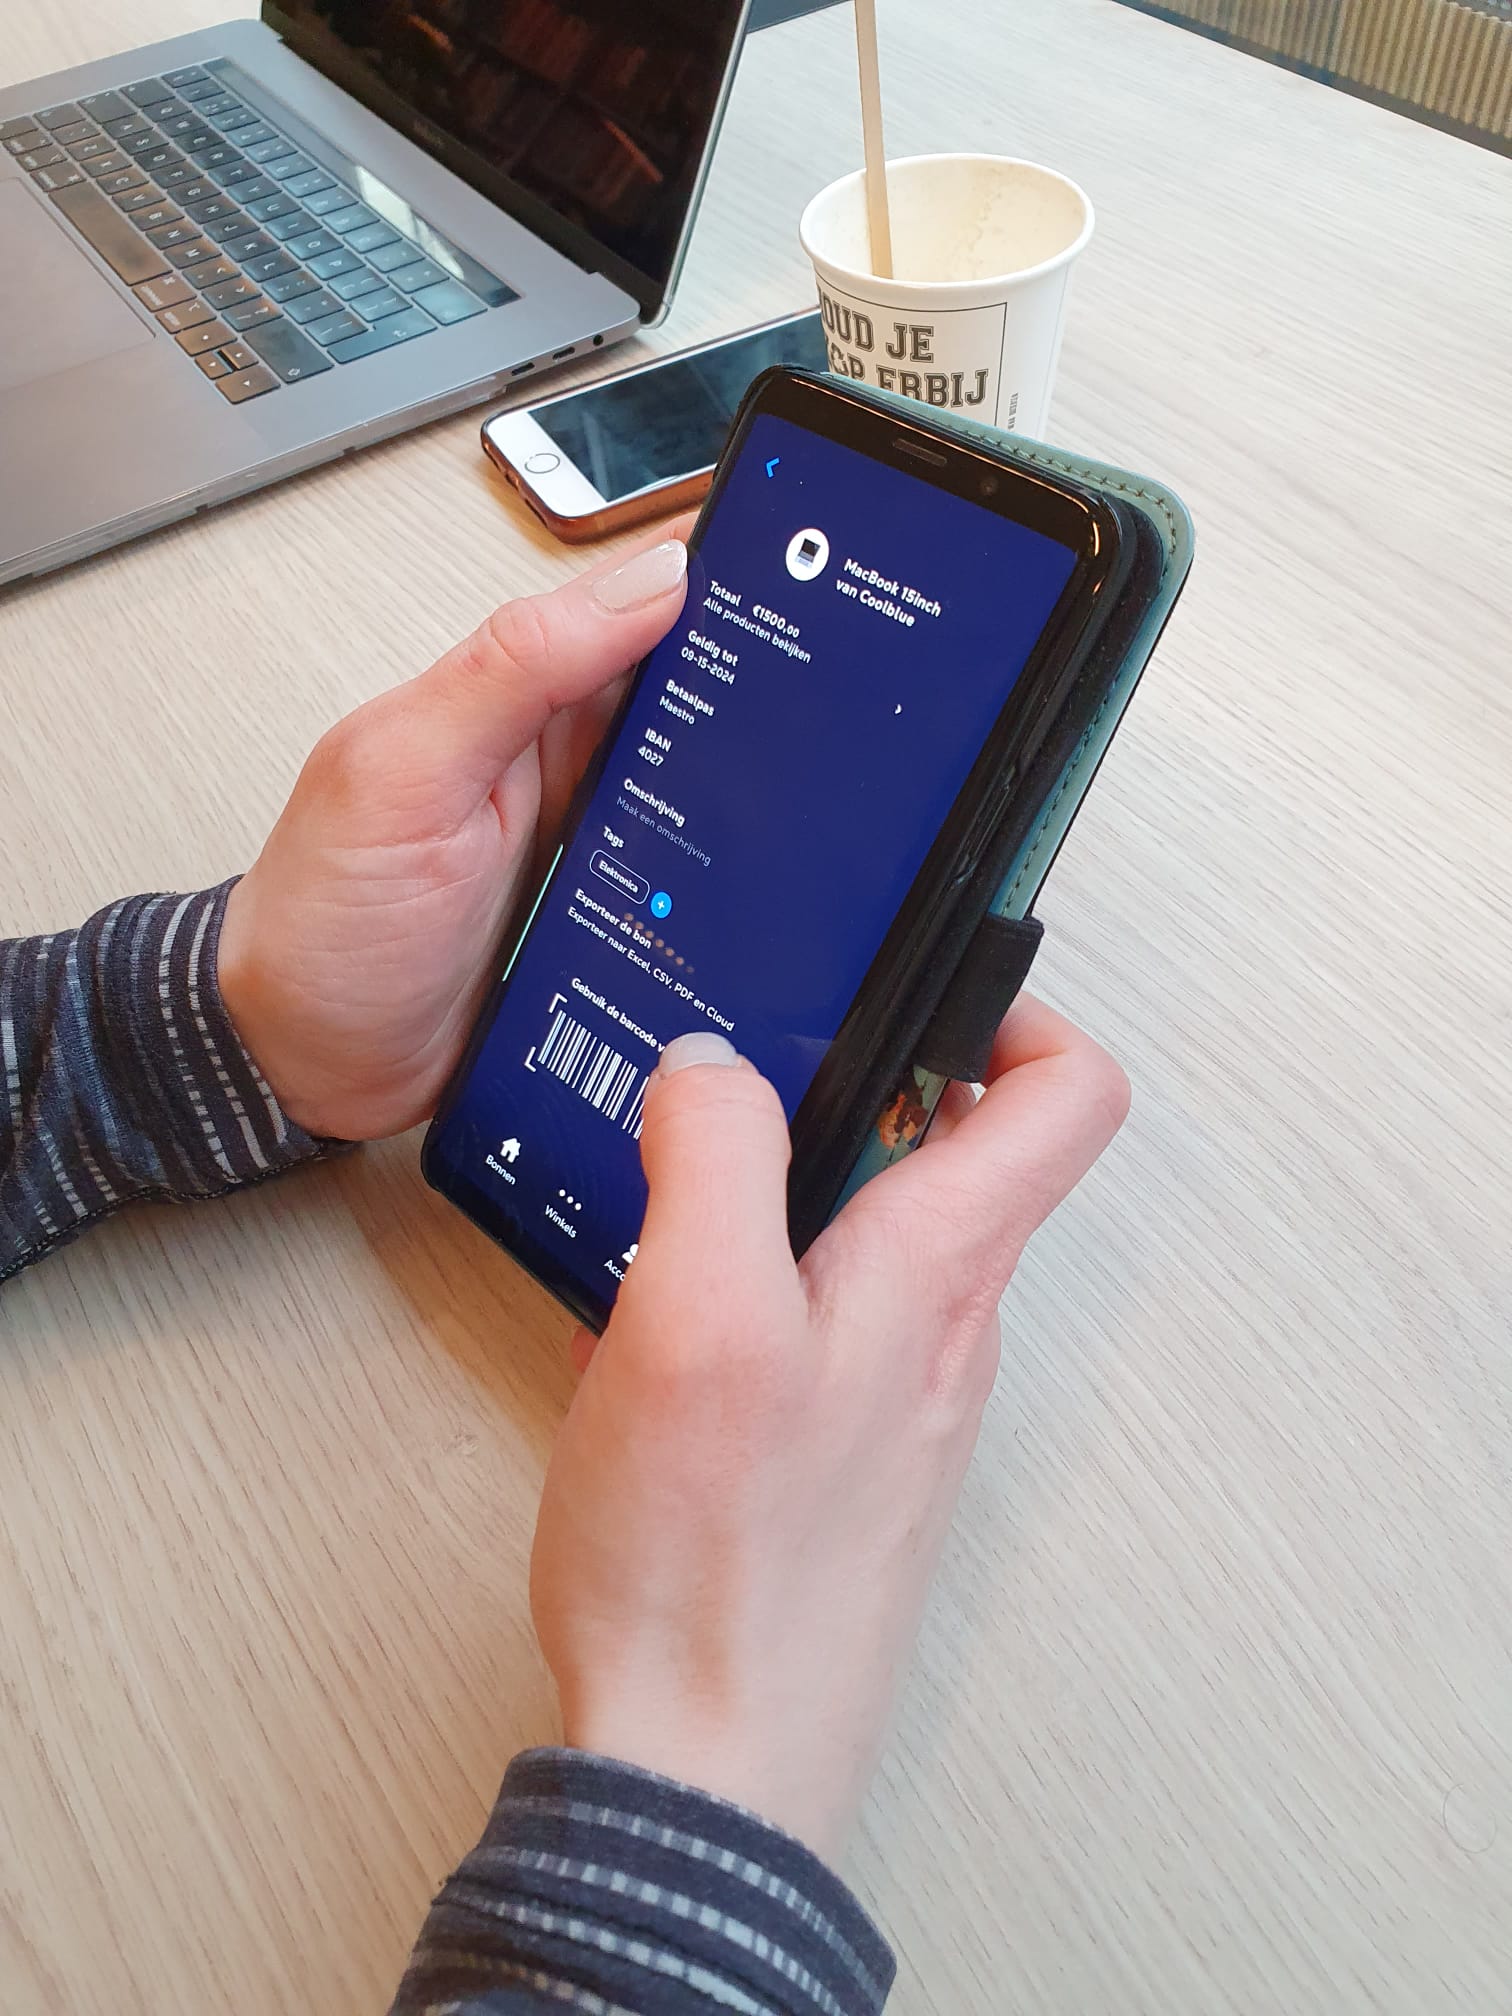 OUD JE
OP ERBIJ
MacBook 15inch
van Coolblue
Totaal €1500,00
Alle producten bekijken
Geldig tot
09-15-2024
Betaalpas
Maestro
IBAN
4027
Omschrijving
Maak een omschrijving
Tags
Elektronica
+
Exporteer de bon
Exporteer naar Excel, CSV, PDF en Cloud
Gebruik de barcode v
Bonnen
Winkels
Acco